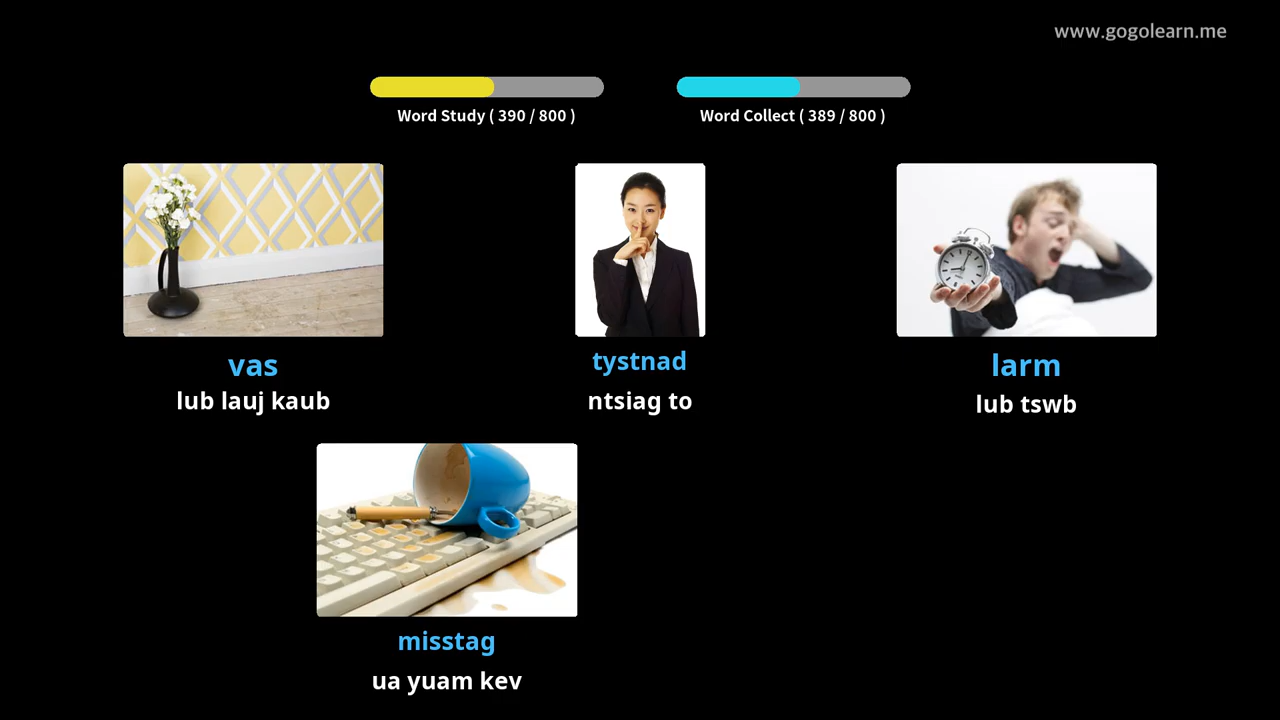 www.gogolearn.me
Word Study ( 390 / 800 )
Word Collect ( 389 / 800 )
vas
lub lauj kaub
tystnad
ntsiag to
larm
lub tswb
misstag
ua yuam kev